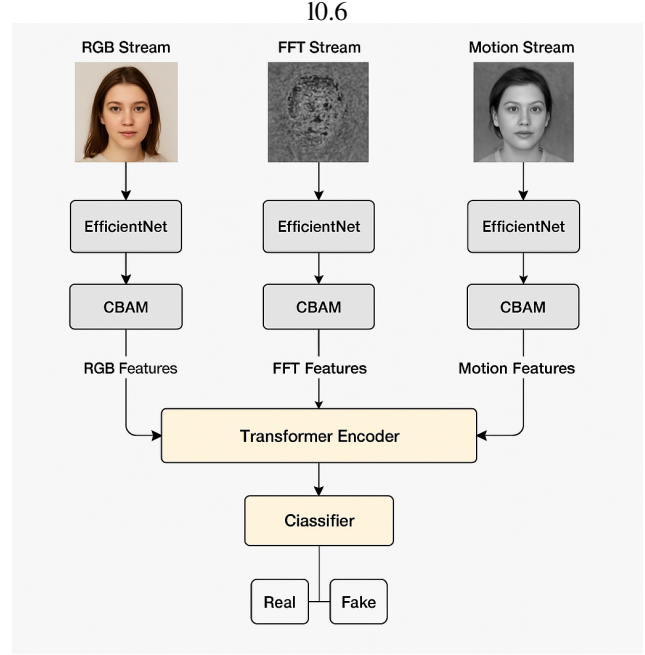 10.6
RGB Stream FFT Stream Motion Stream
EfficientNet EfficientNet EfficientNet
CBAM CBAM CBAM
RGB Features FFT Features Motion Features
Transformer Encoder
Ciassifier
Real Fake